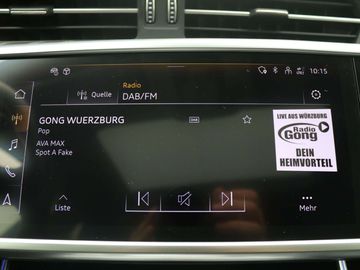 10:15
Quelle
Radio
DAB/FM
GONG WUERZBURG
DAB
Pop
AVA MAX
Spot A Fake
LIVE AUS WÜRZBURG
Radio
Gong
DEIN
HEIMVORTEIL
Liste
Mehr